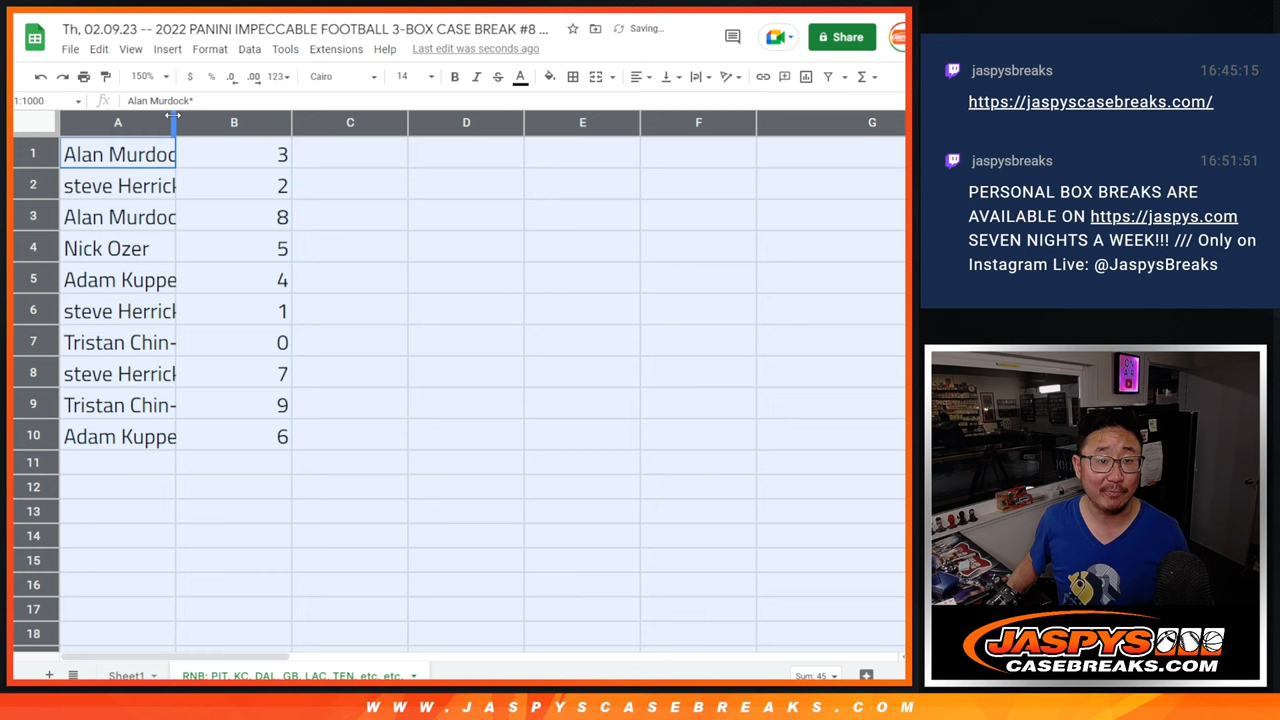 Th, 02.09.23 -- 2022 PANINI IMPECCABLE FOOTBALL 3-BOX CASE BREAK #8 ...
Saving...
File Edit View Insert Format Data Tools Extensions Help Last edit was seconds ago
Share
150% $ % .0 .00 123 Cairo 14 B I S A
1:1000 fx Alan Murdock*
A B C D E F G
1 Alan Murdoc 3
2 steve Herrick 2
3 Alan Murdoc 8
4 Nick Ozer 5
5 Adam Kuppe 4
6 steve Herrick 1
7 Tristan Chin- 0
8 steve Herrick 7
9 Tristan Chin- 9
10 Adam Kuppe 6
11
12
13
14
15
16
17
18
Sheet1 RNB: PIT, KC, DAL, GB, LAC, TEN, etc. etc. Sum: 45
jaspysbreaks 16:45:15
https://jaspyscasebreaks.com/
jaspysbreaks 16:51:51
PERSONAL BOX BREAKS ARE
AVAILABLE ON https://jaspys.com
SEVEN NIGHTS A WEEK!!! /// Only on
Instagram Live: @JaspysBreaks
ON
AIR
JASPYS
CASEBREAKS.COM
WWW.JASPYSCASEBREAKS.COM